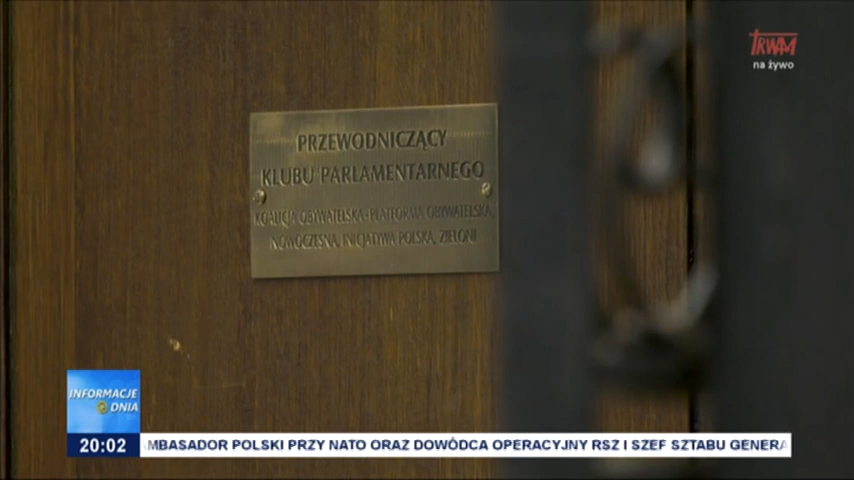 TRWAM
na żywo
PRZEWODNICZĄCY
KLUBU PARLAMENTARNEGO
KOALICJA OBYWATELSKA - PLATFORMA OBYWATELSKA,
NOWOCZESNA, INICJATYWA POLSKA, ZIELONI
INFORMACJE
DNIA
20:02
AMBASADOR POLSKI PRZY NATO ORAZ DOWÓDCA OPERACYJNY RSZ I SZEF SZTABU GENERA